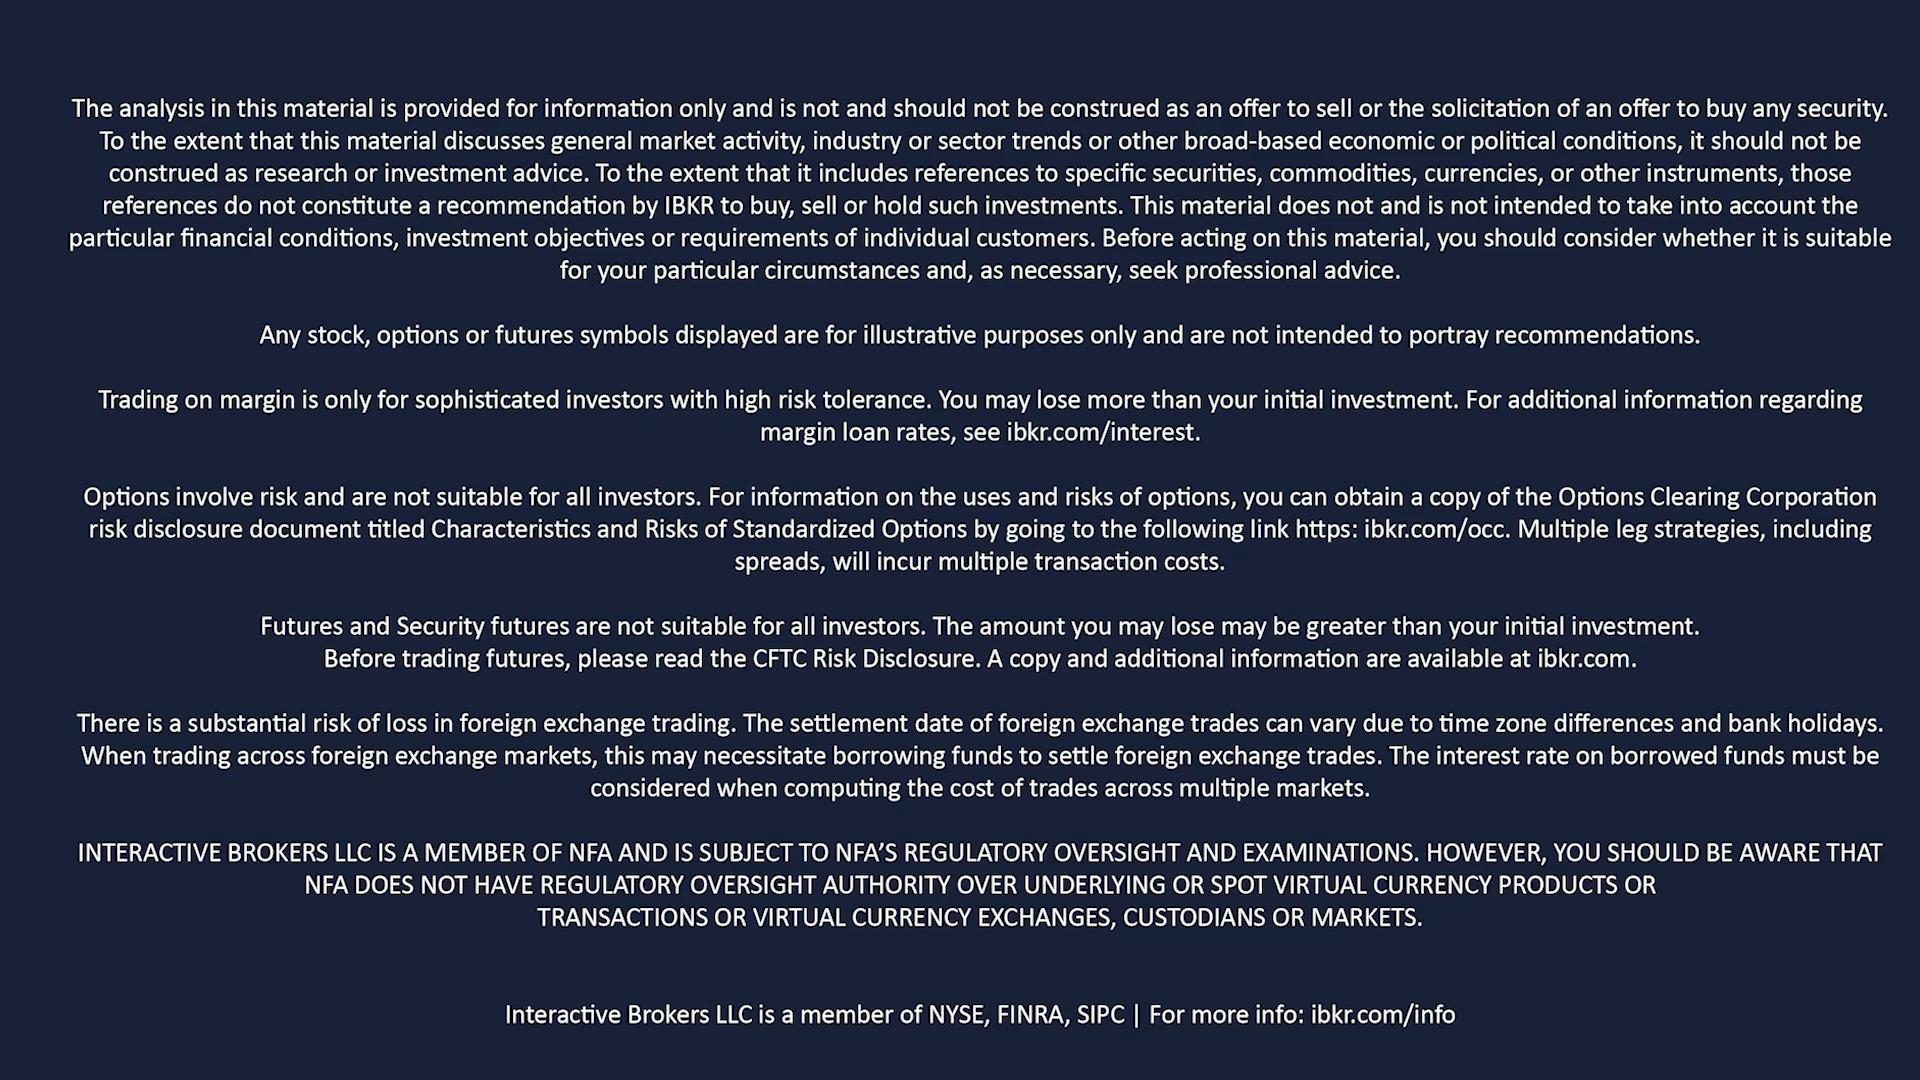 The analysis in this material is provided for information only and is not and should not be construed as an offer to sell or the solicitation of an offer to buy any security.
To the extent that this material discusses general market activity, industry or sector trends or other broad-based economic or political conditions, it should not be
construed as research or investment advice. To the extent that it includes references to specific securities, commodities, currencies, or other instruments, those
references do not constitute a recommendation by IBKR to buy, sell or hold such investments. This material does not and is not intended to take into account the
particular financial conditions, investment objectives or requirements of individual customers. Before acting on this material, you should consider whether it is suitable
for your particular circumstances and, as necessary, seek professional advice.
Any stock, options or futures symbols displayed are for illustrative purposes only and are not intended to portray recommendations.
Trading on margin is only for sophisticated investors with high risk tolerance. You may lose more than your initial investment. For additional information regarding
margin loan rates, see ibkr.com/interest.
Options involve risk and are not suitable for all investors. For information on the uses and risks of options, you can obtain a copy of the Options Clearing Corporation
risk disclosure document titled Characteristics and Risks of Standardized Options by going to the following link https: ibkr.com/occ. Multiple leg strategies, including
spreads, will incur multiple transaction costs.
Futures and Security futures are not suitable for all investors. The amount you may lose may be greater than your initial investment.
Before trading futures, please read the CFTC Risk Disclosure. A copy and additional information are available at ibkr.com.
There is a substantial risk of loss in foreign exchange trading. The settlement date of foreign exchange trades can vary due to time zone differences and bank holidays.
When trading across foreign exchange markets, this may necessitate borrowing funds to settle foreign exchange trades. The interest rate on borrowed funds must be
considered when computing the cost of trades across multiple markets.
INTERACTIVE BROKERS LLC IS A MEMBER OF NFA AND IS SUBJECT TO NFA'S REGULATORY OVERSIGHT AND EXAMINATIONS. HOWEVER, YOU SHOULD BE AWARE THAT
NFA DOES NOT HAVE REGULATORY OVERSIGHT AUTHORITY OVER UNDERLYING OR SPOT VIRTUAL CURRENCY PRODUCTS OR
TRANSACTIONS OR VIRTUAL CURRENCY EXCHANGES, CUSTODIANS OR MARKETS.
Interactive Brokers LLC is a member of NYSE, FINRA, SIPC | For more info: ibkr.com/info